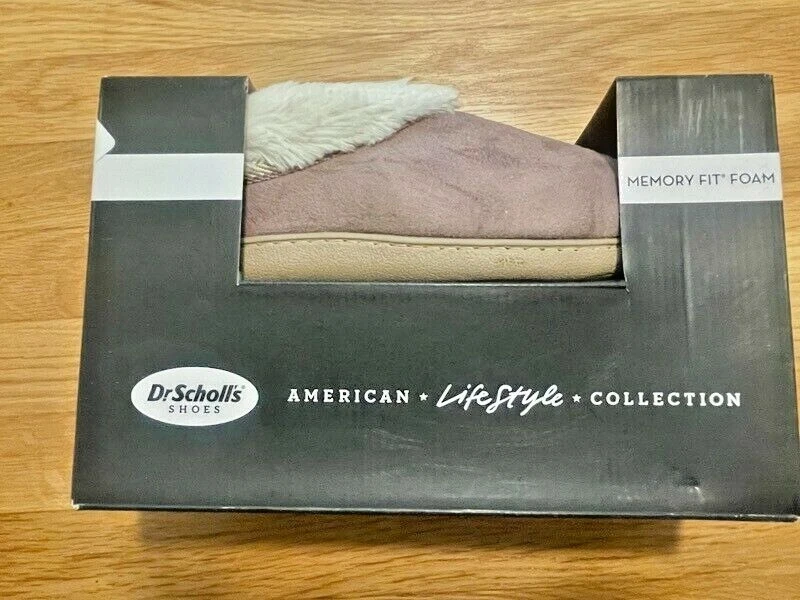 MEMORY FIT® FOAM
Dr Scholl's®
SHOES
AMERICAN ★ LifeStyle ★ COLLECTION